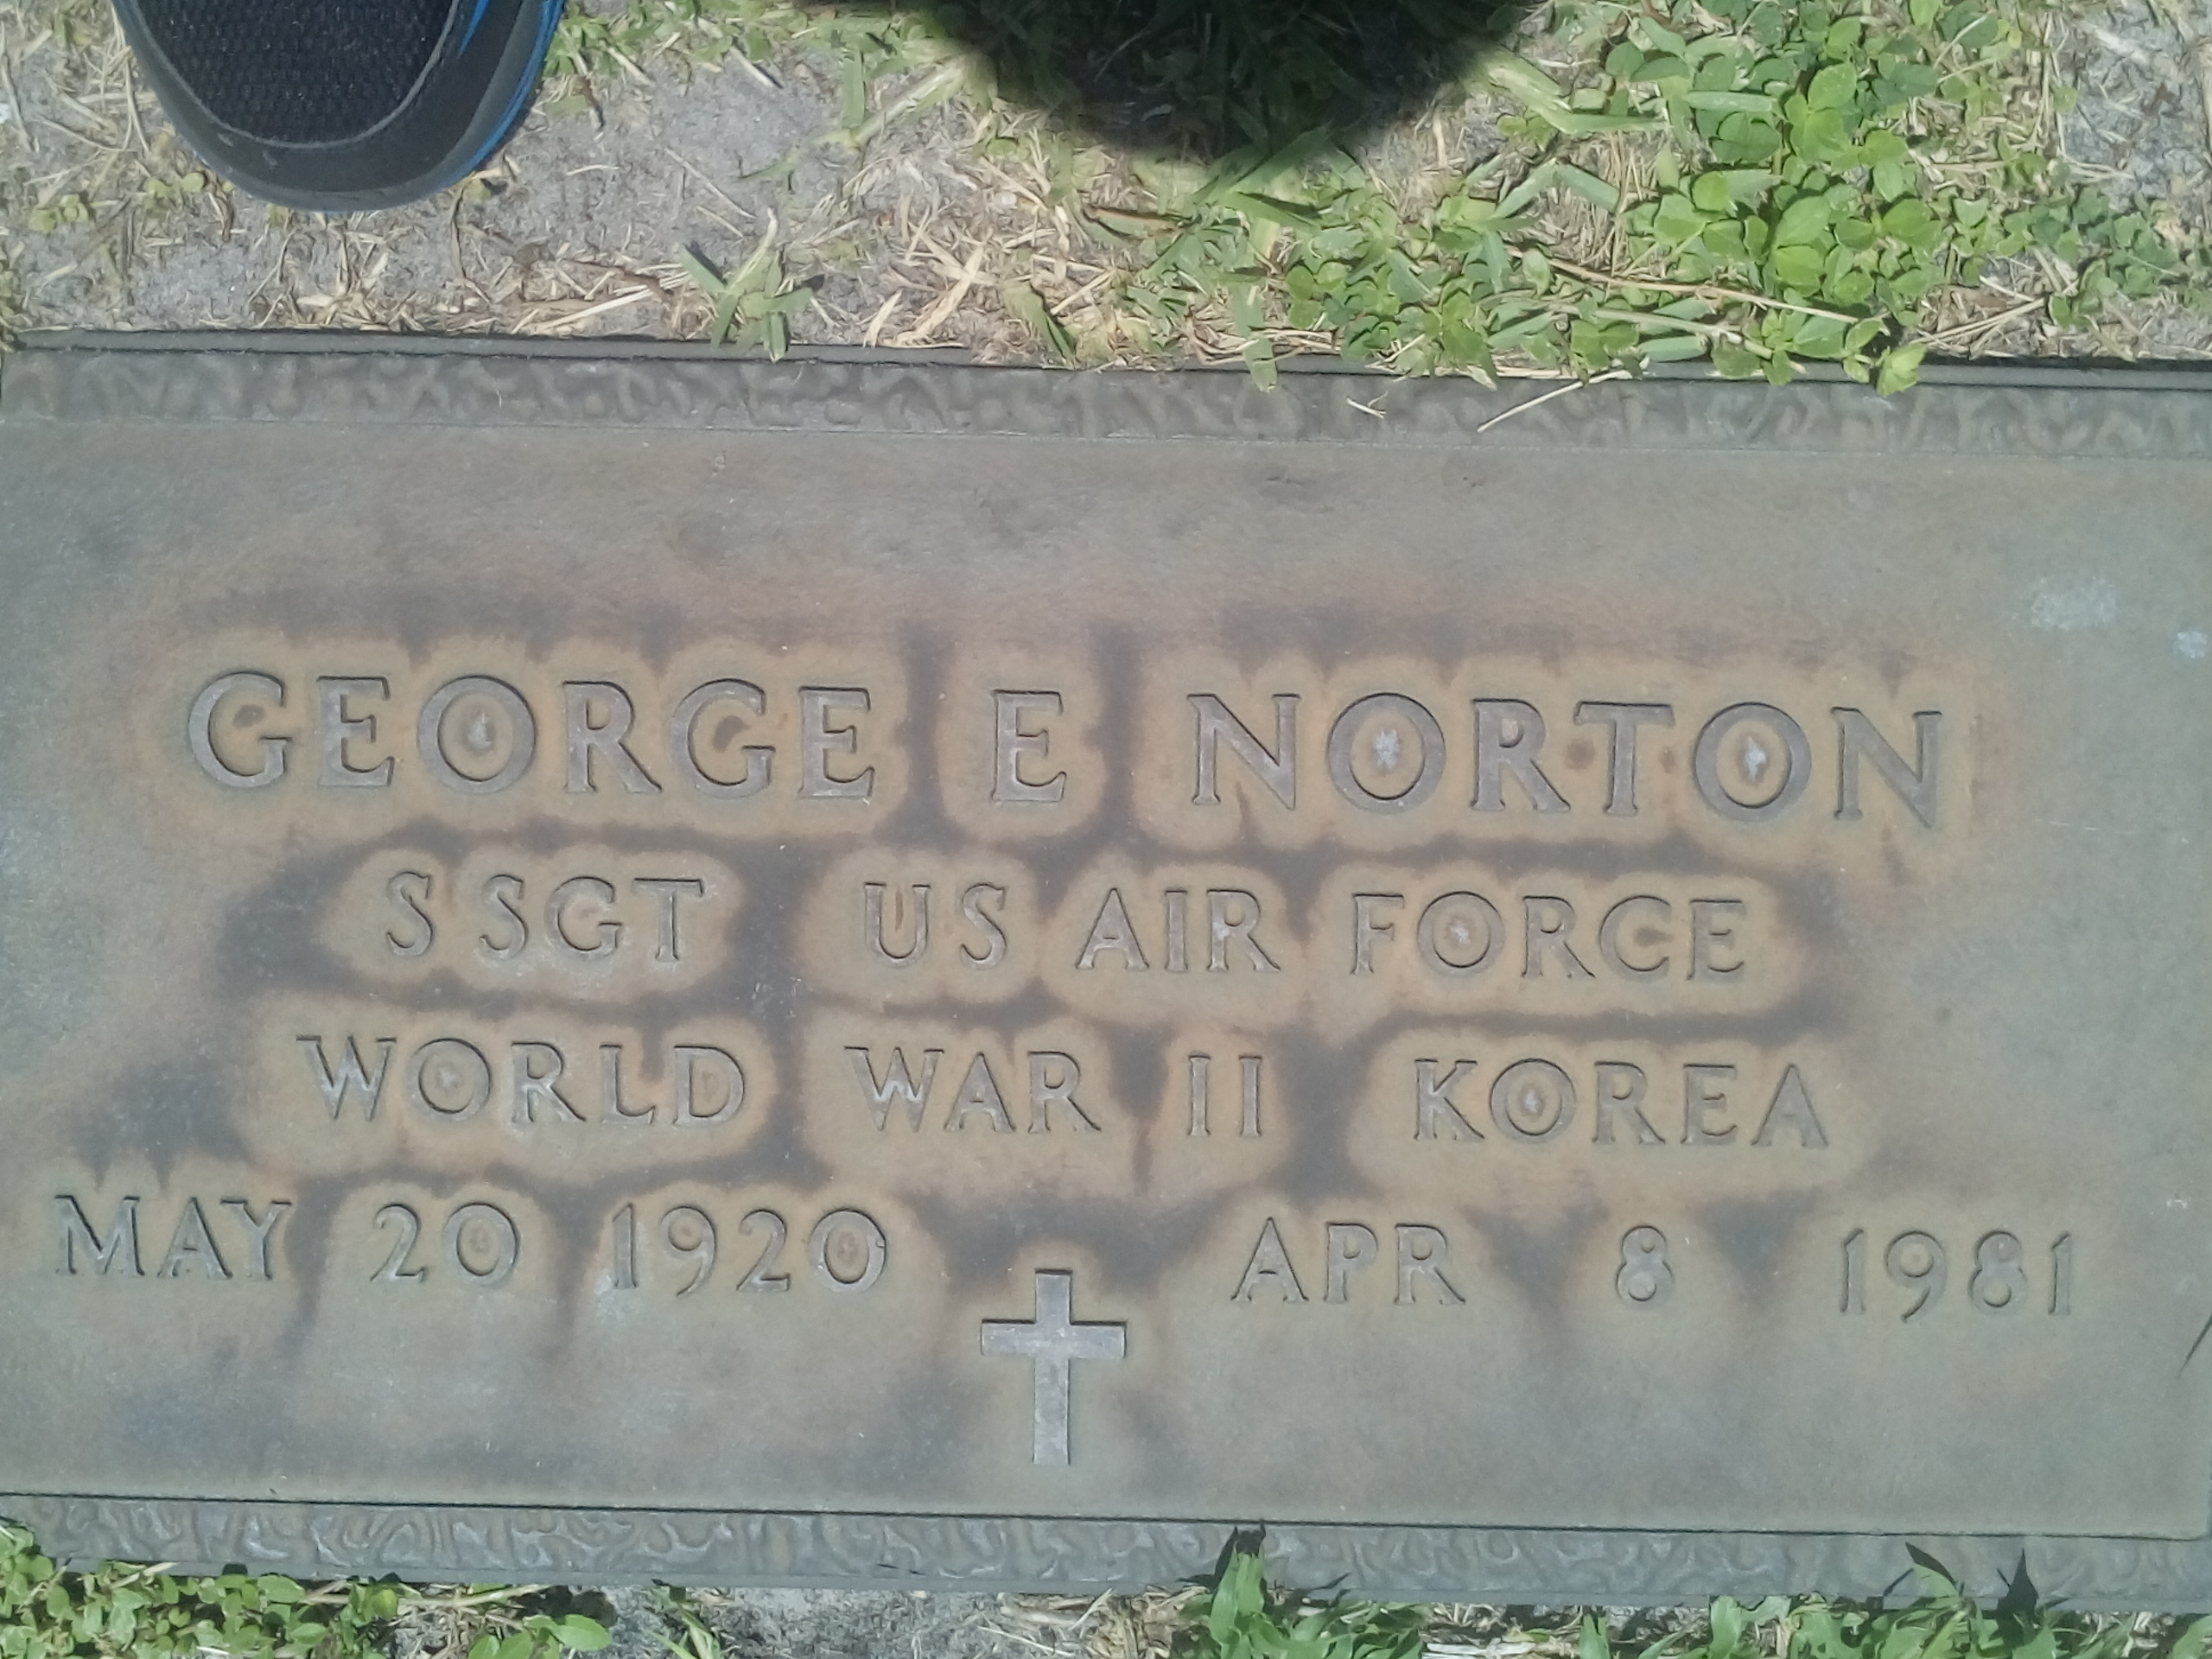 GEORGE E NORTON
S SGT US AIR FORCE
WORLD WAR II KOREA
MAY 20 1920 APR 8 1981